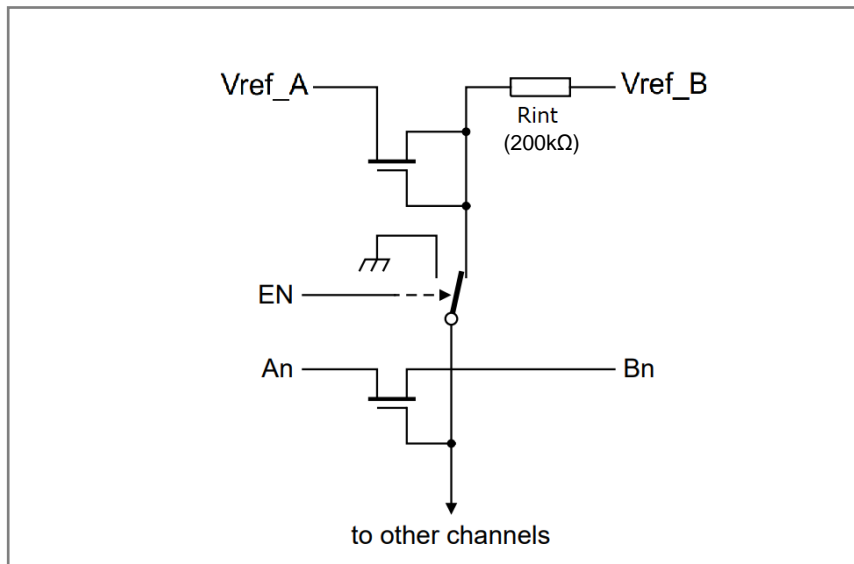 Vref_A
Vref_B
Rint
(200kΩ)
EN
An
Bn
to other channels